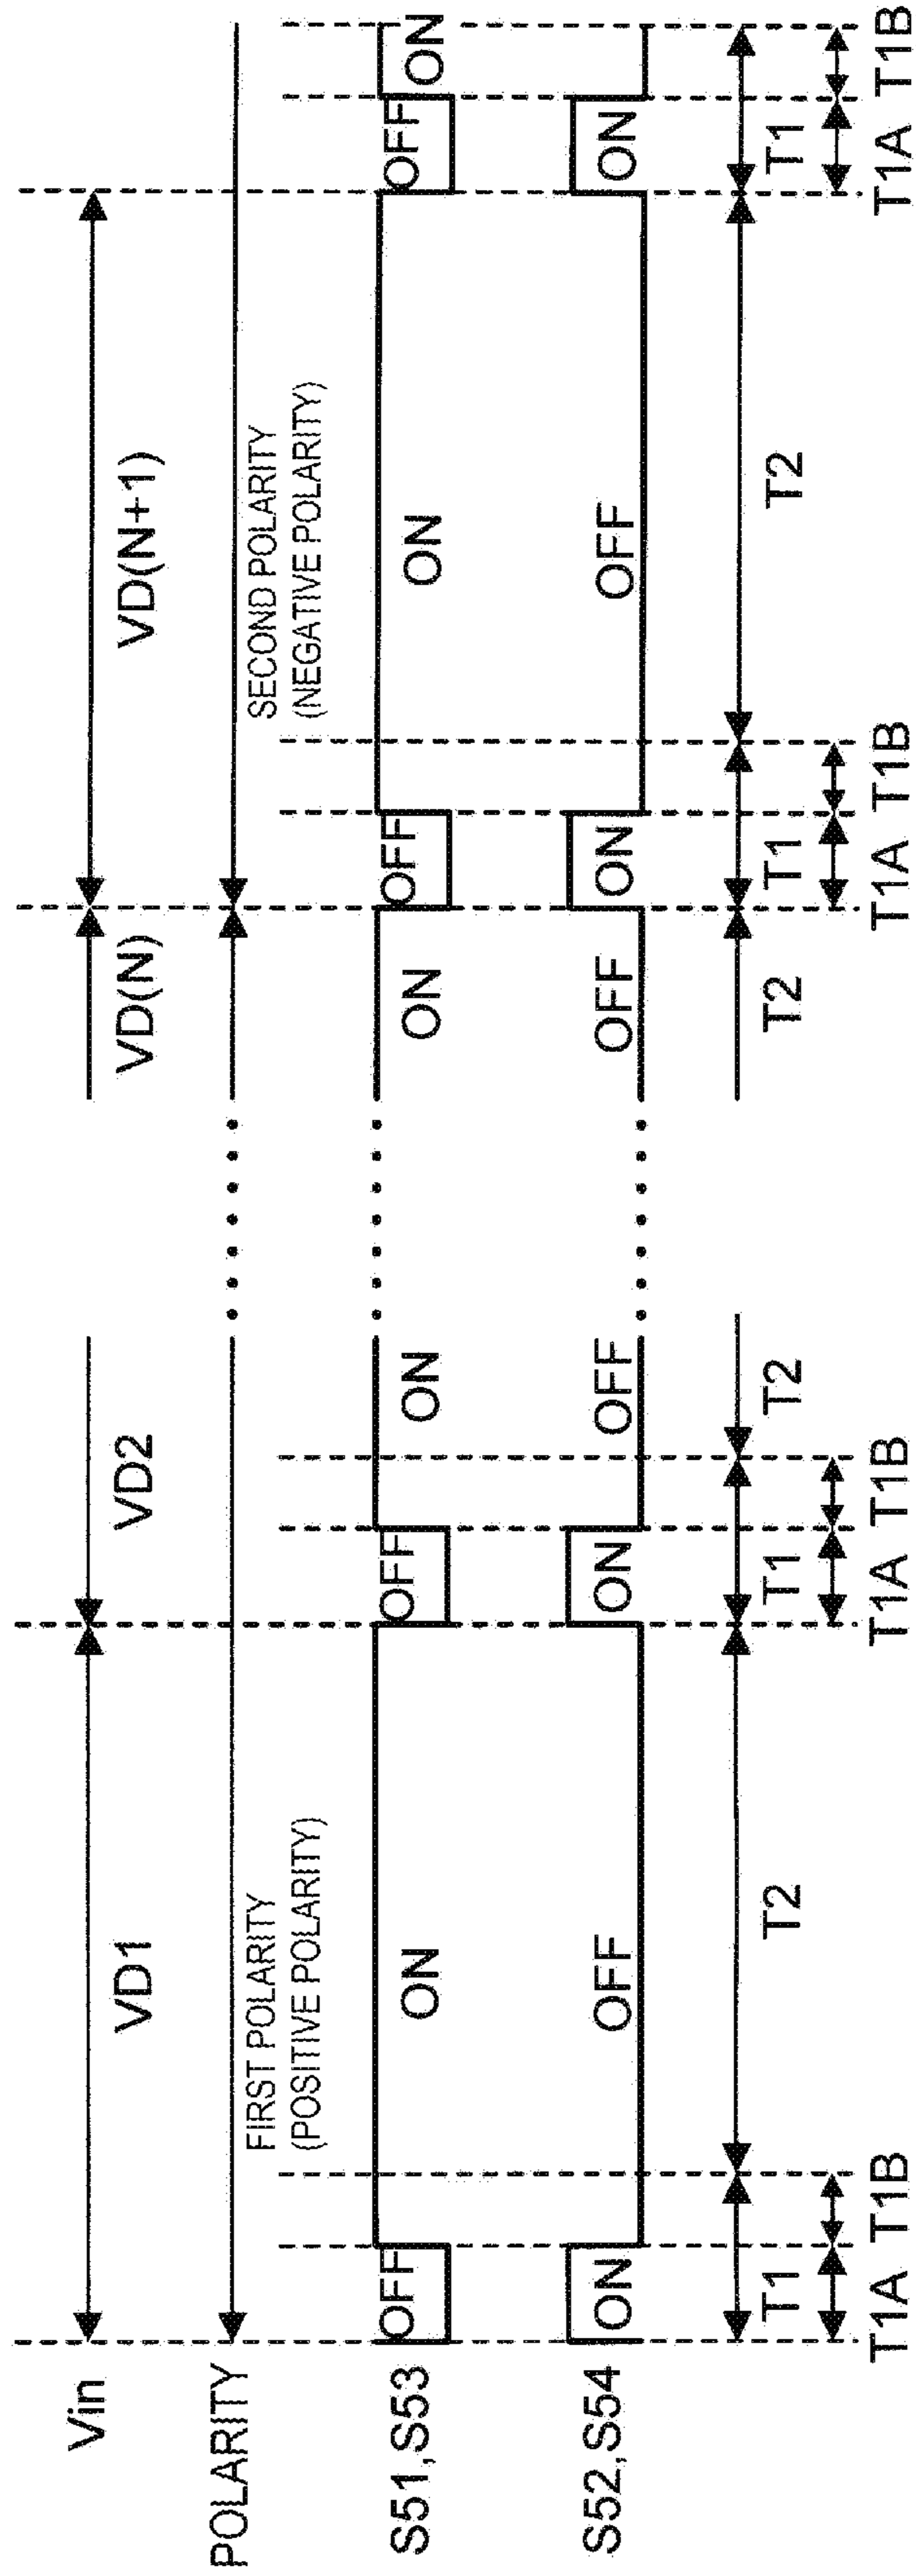 Vin
VD1
VD2
VD(N)
VD(N+1)
POLARITY
FIRST POLARITY
(POSITIVE POLARITY)
SECOND POLARITY
(NEGATIVE POLARITY)
S51,S53
OFF
ON
OFF
ON
ON
OFF
ON
OFF
ON
S52,S54
ON
OFF
ON
OFF
OFF
ON
OFF
ON
T1
T2
T1
T2
T2
T1
T2
T1
T1A
T1B
T1A
T1B
T1A
T1B
T1A
T1B